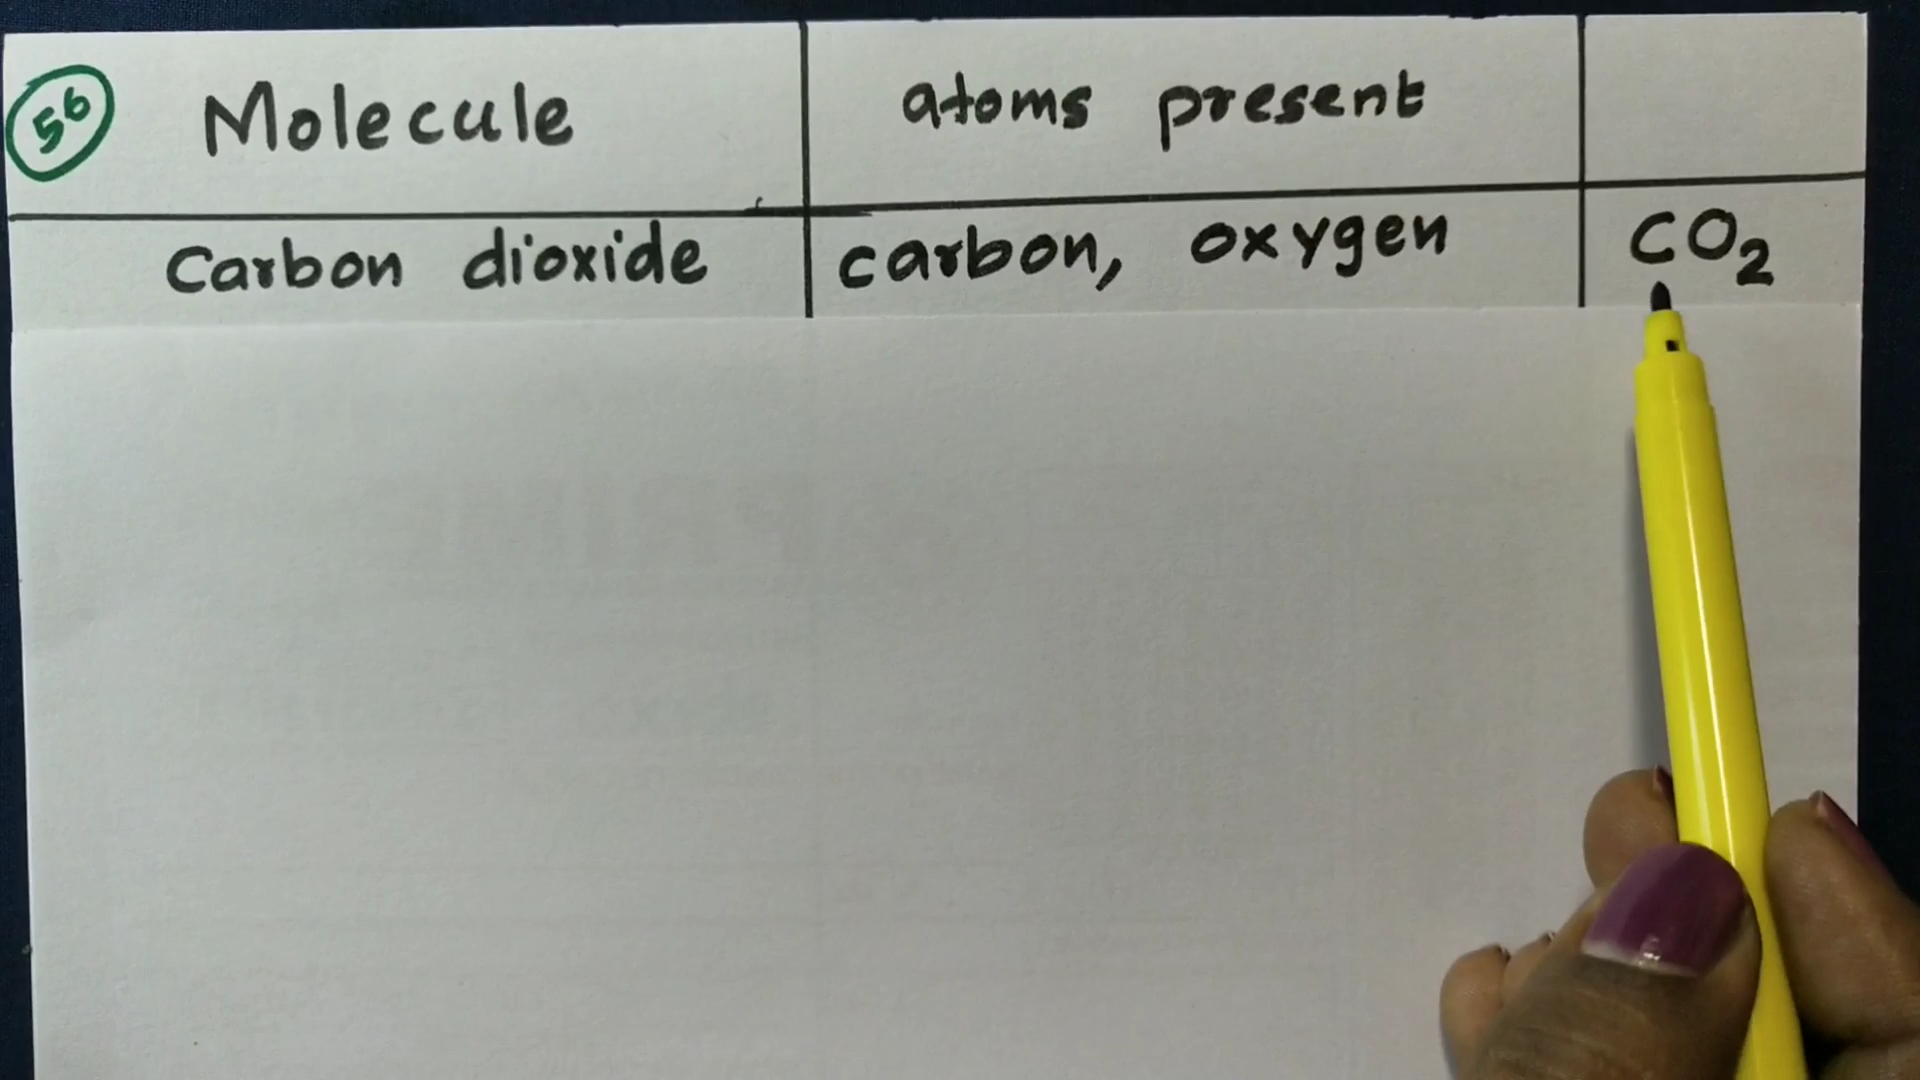 56 Molecule atoms present
Carbon dioxide carbon, oxygen CO2